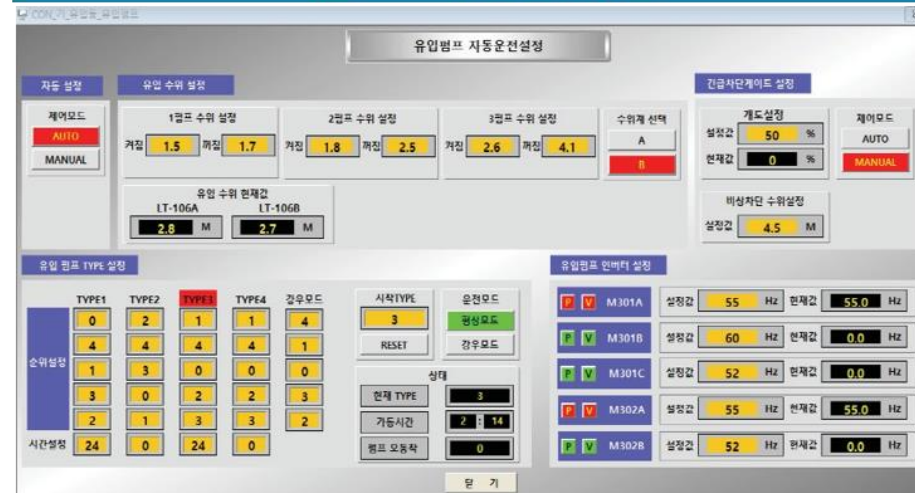 CON_기_유입동_유입펌프
유입펌프 자동운전설정
자동 설정
제어모드
AUTO
MANUAL
유입 수위 설정
1펌프 수위 설정
켜짐 1.5 꺼짐 1.7
2펌프 수위 설정
켜짐 1.8 꺼짐 2.5
3펌프 수위 설정
켜짐 2.6 꺼짐 4.1
수위계 선택
A
B
유입 수위 현재값
LT-106A LT-106B
2.8 M 2.7 M
긴급차단게이트 설정
개도설정
설정값 50 %
현재값 0 %
제어모드
AUTO
MANUAL
비상차단 수위설정
설정값 4.5 M
유입 펌프 TYPE 설정
TYPE1 TYPE2 TYPE3 TYPE4 강우모드
순위설정
0 2 1 1 4
4 4 4 4 1
1 3 0 0 0
3 0 2 2 3
2 1 3 3 2
시간설정 24 0 24 0
시작TYPE
3
RESET
운전모드
평상모드
강우모드
상태
현재 TYPE 3
가동시간 2 : 14
펌프 오동작 0
유입펌프 인버터 설정
P V M301A 설정값 55 Hz 현재값 55.0 Hz
P V M301B 설정값 60 Hz 현재값 0.0 Hz
P V M301C 설정값 52 Hz 현재값 0.0 Hz
P V M302A 설정값 55 Hz 현재값 55.0 Hz
P V M302B 설정값 52 Hz 현재값 0.0 Hz
닫 기